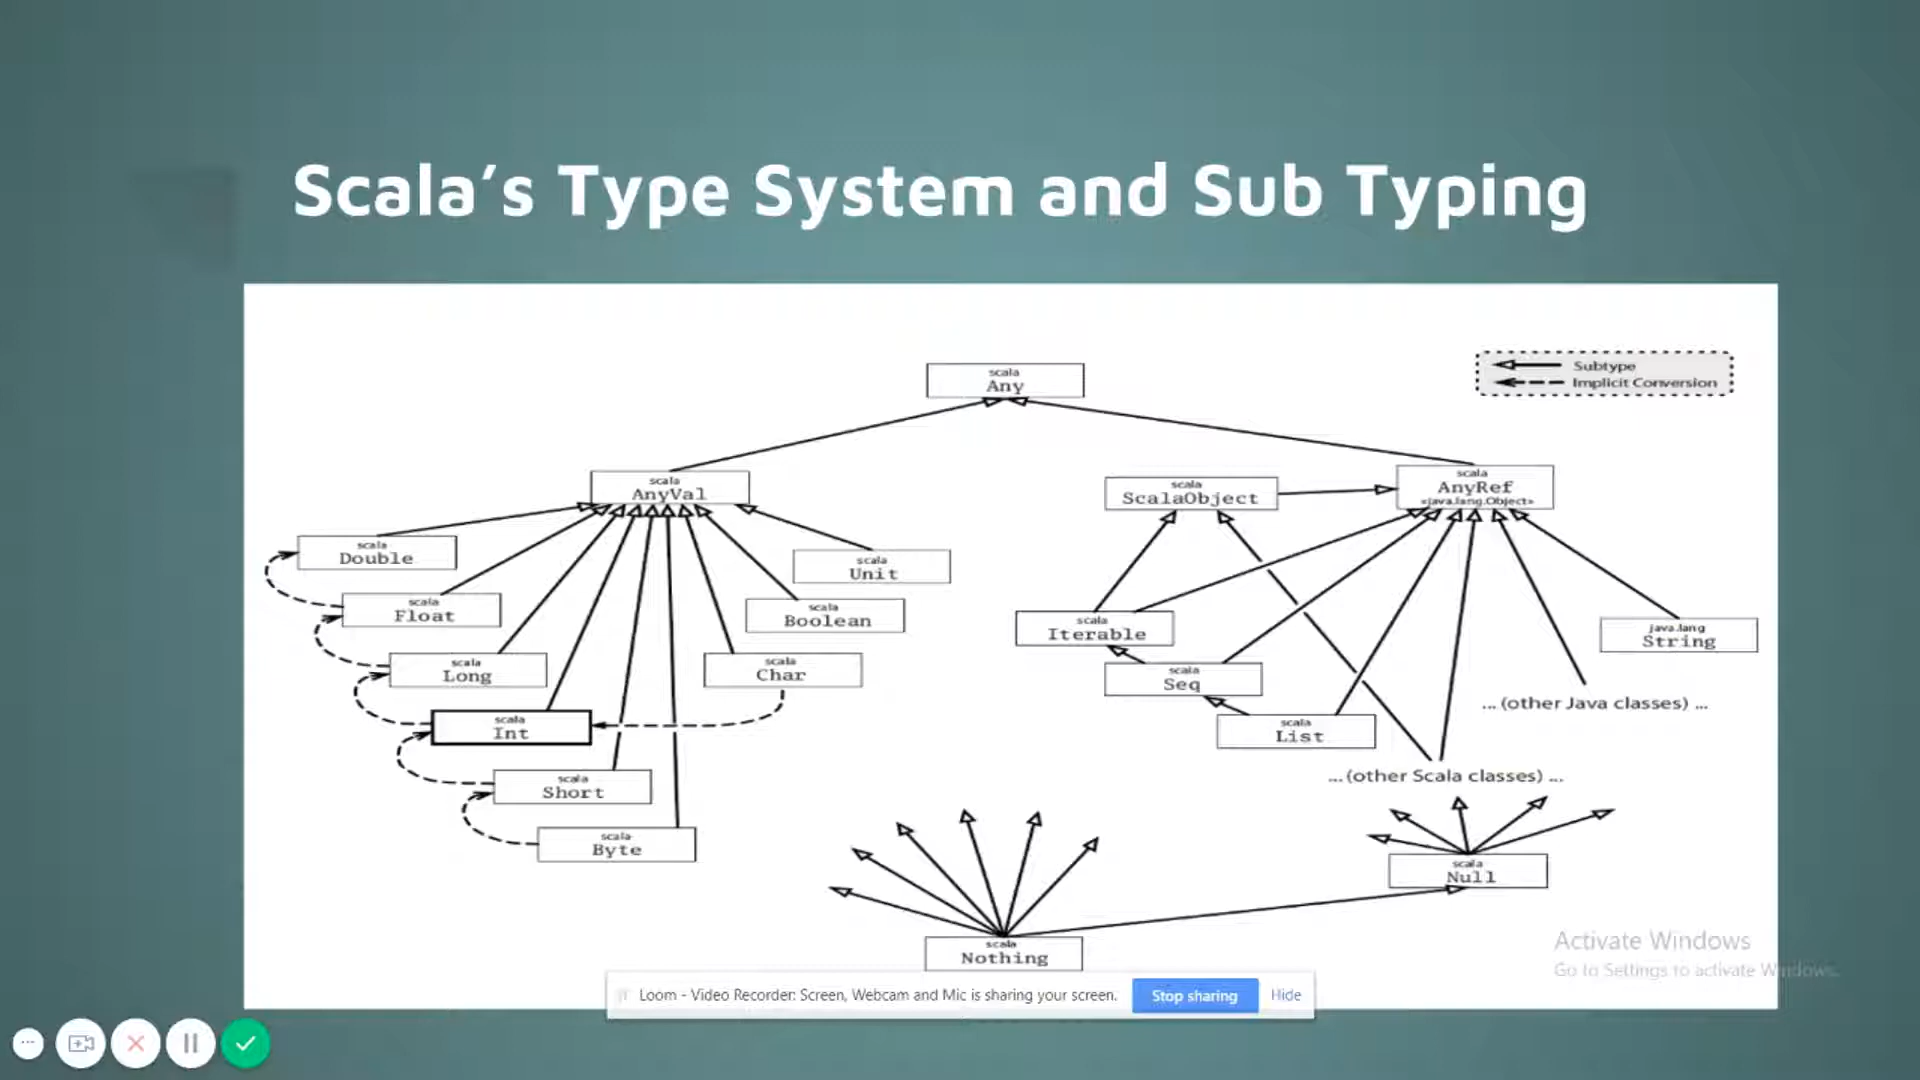 Scala’s Type System and Sub Typing
scala
Any
Subtype
Implicit Conversion
scala
AnyVal
scala
ScalaObject
scala
AnyRef
«java.lang.Object»
scala
Double
scala
Unit
scala
Float
scala
Boolean
scala
Iterable
java.lang
String
scala
Long
scala
Char
scala
Seq
... (other Java classes) ...
scala
Int
scala
List
scala
Short
... (other Scala classes) ...
scala
Byte
scala
Null
scala
Nothing
Activate Windows
Go to Settings to activate Windows.
Loom - Video Recorder: Screen, Webcam and Mic is sharing your screen.
Stop sharing
Hide